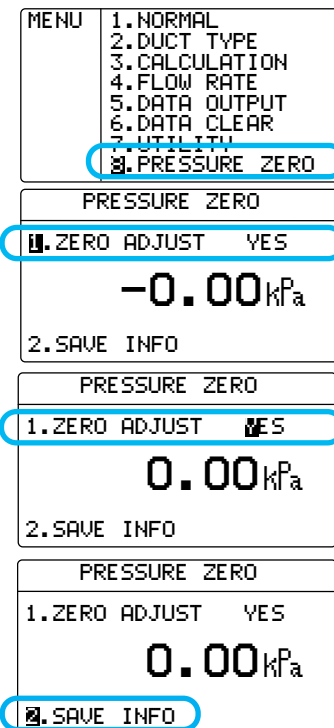 MENU 1.NORMAL
2.DUCT TYPE
3.CALCULATION
4.FLOW RATE
5.DATA OUTPUT
6.DATA CLEAR
7.UTILITY
8.PRESSURE ZERO
PRESSURE ZERO
1.ZERO ADJUST YES
-0.00kPa
2.SAVE INFO
PRESSURE ZERO
1.ZERO ADJUST YES
0.00kPa
2.SAVE INFO
PRESSURE ZERO
1.ZERO ADJUST YES
0.00kPa
2.SAVE INFO